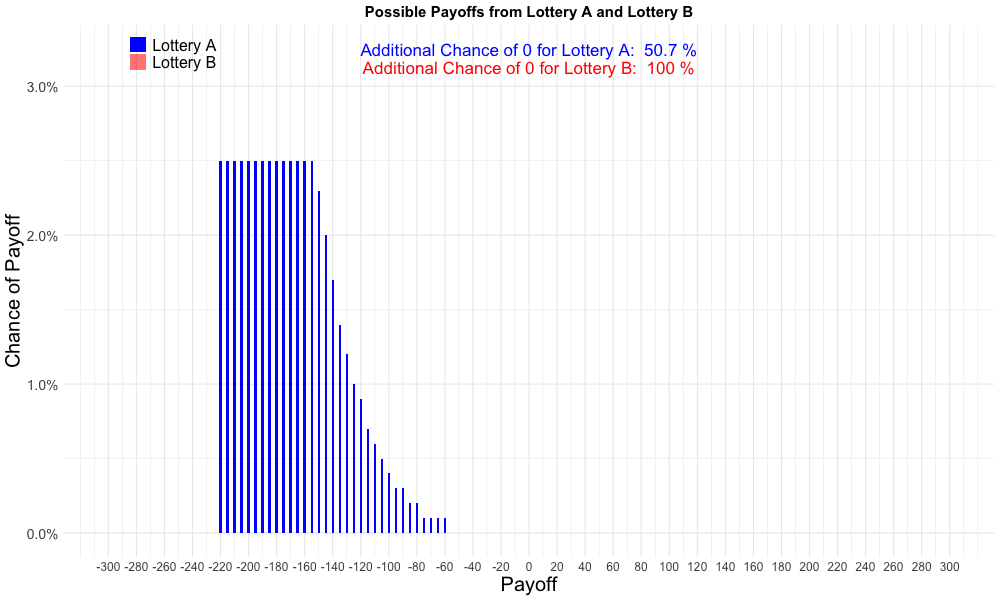 Possible Payoffs from Lottery A and Lottery B
Lottery A
Lottery B
Additional Chance of 0 for Lottery A:  50.7 %
Additional Chance of 0 for Lottery B:  100 %
Chance of Payoff
3.0%
2.0%
1.0%
0.0%
-300 -280 -260 -240 -220 -200 -180 -160 -140 -120 -100 -80 -60 -40 -20 0 20 40 60 80 100 120 140 160 180 200 220 240 260 280 300
Payoff